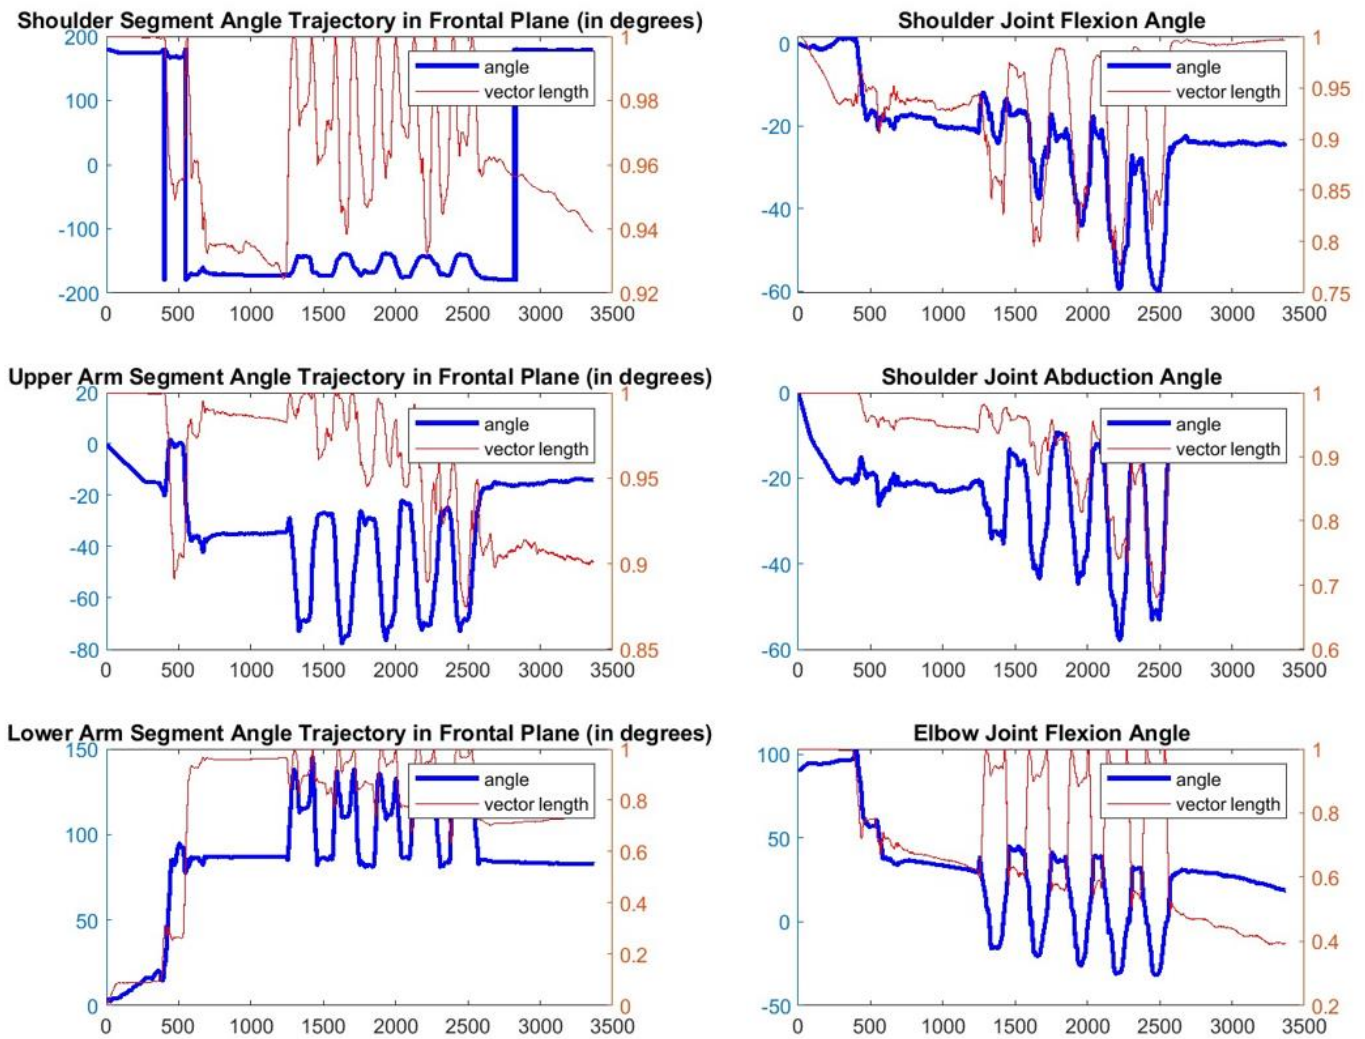 Shoulder Segment Angle Trajectory in Frontal Plane (in degrees)
200
100
0
-100
-200
1
0.98
0.96
0.94
0.92
angle
vector length
0 500 1000 1500 2000 2500 3000 3500
Shoulder Joint Flexion Angle
0
-20
-40
-60
1
0.95
0.9
0.85
0.8
0.75
angle
vector length
0 500 1000 1500 2000 2500 3000 3500
Upper Arm Segment Angle Trajectory in Frontal Plane (in degrees)
20
0
-20
-40
-60
-80
1
0.95
0.9
0.85
angle
vector length
0 500 1000 1500 2000 2500 3000 3500
Shoulder Joint Abduction Angle
0
-20
-40
-60
1
0.9
0.8
0.7
0.6
angle
vector length
0 500 1000 1500 2000 2500 3000 3500
Lower Arm Segment Angle Trajectory in Frontal Plane (in degrees)
150
100
50
0
1
0.8
0.6
0.4
0.2
0
angle
vector length
0 500 1000 1500 2000 2500 3000 3500
Elbow Joint Flexion Angle
100
50
0
-50
1
0.8
0.6
0.4
0.2
angle
vector length
0 500 1000 1500 2000 2500 3000 3500